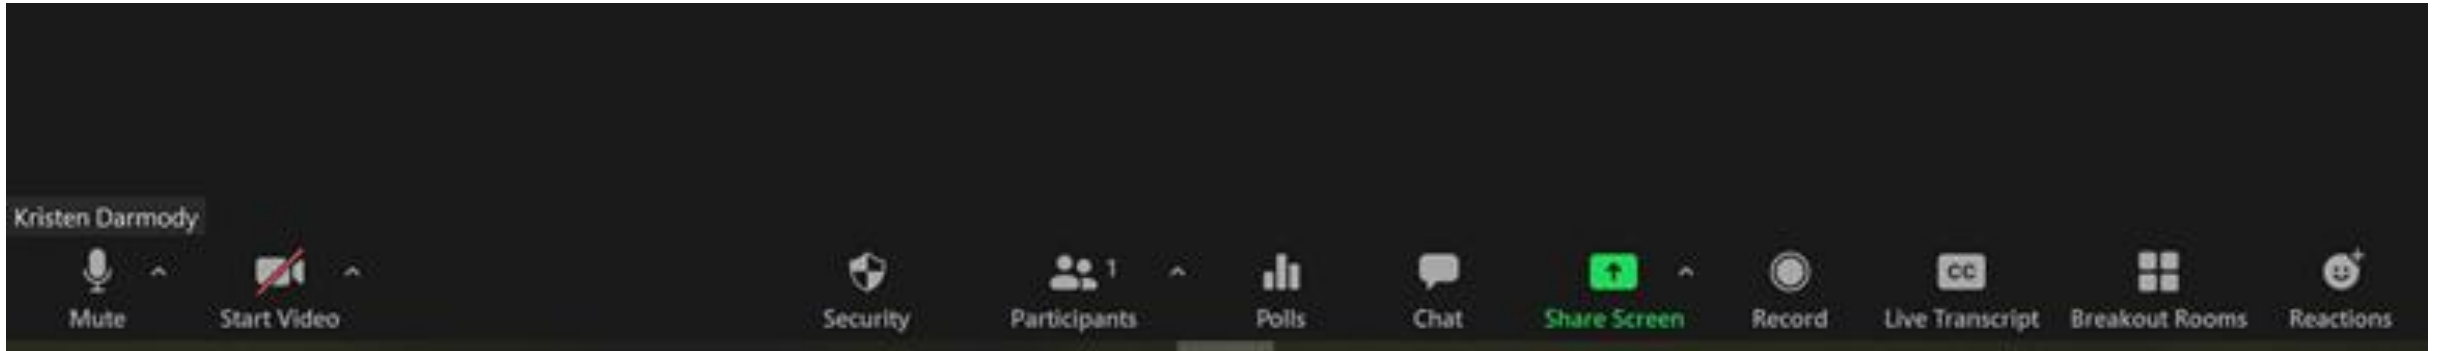 Kristen Darmody
1
Mute Start Video Security Participants Polls Chat Share Screen Record CC Live Transcript Breakout Rooms Reactions